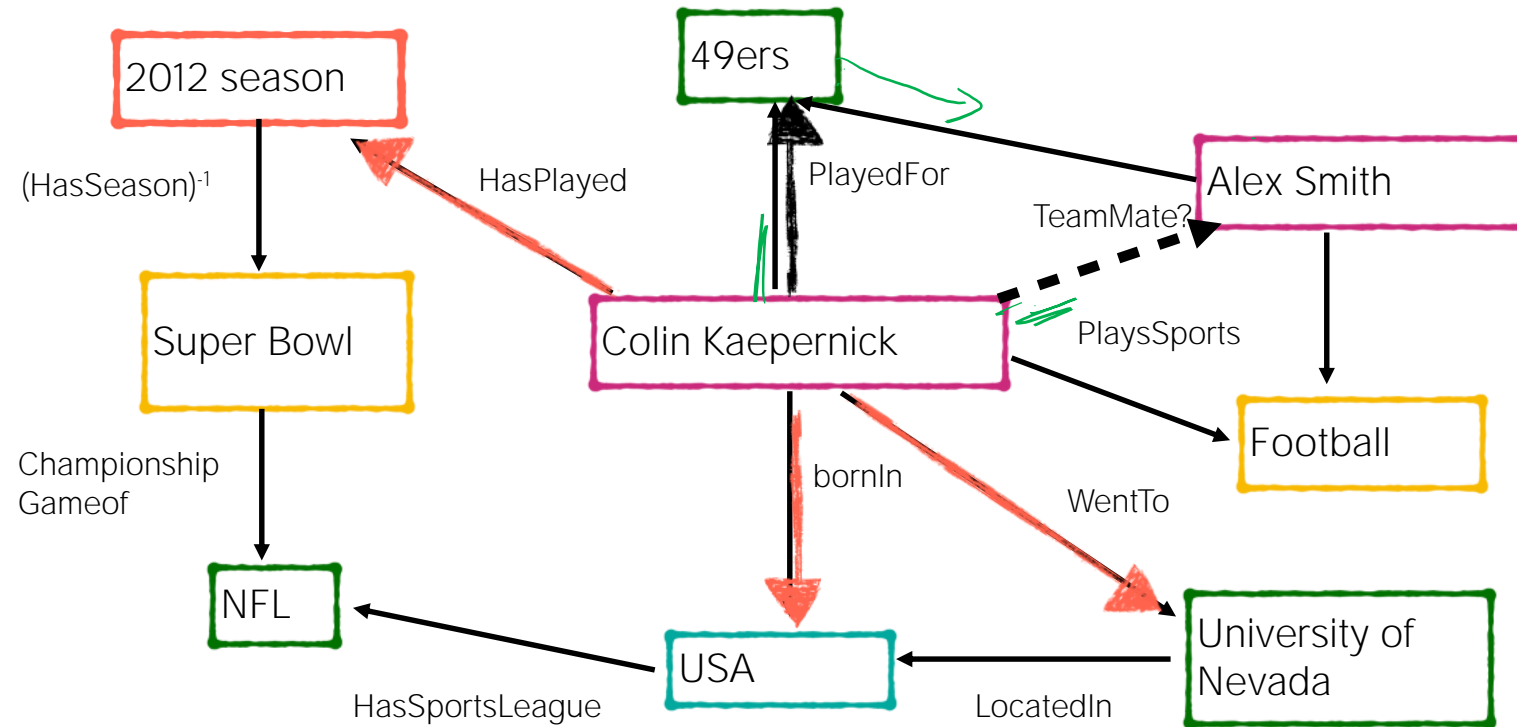 2012 season
49ers
(HasSeason)-1
HasPlayed
PlayedFor
Alex Smith
TeamMate?
Super Bowl
Colin Kaepernick
PlaysSports
Football
Championship
Gameof
bornIn
WentTo
NFL
USA
University of
Nevada
HasSportsLeague
LocatedIn